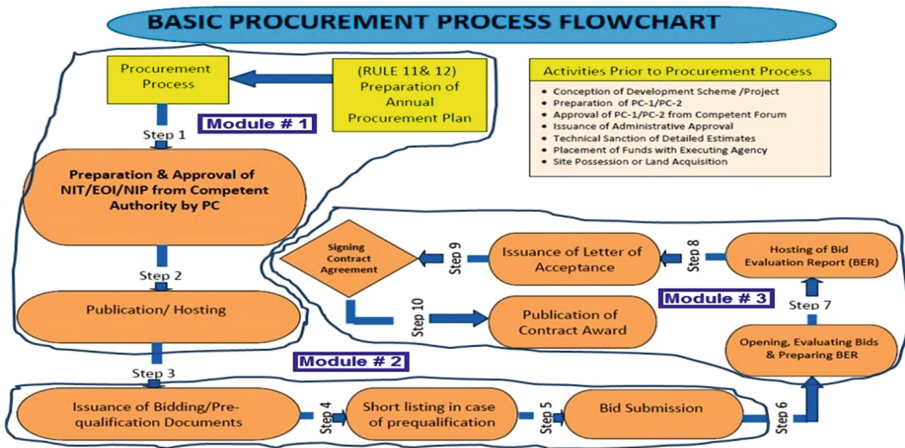 BASIC PROCUREMENT PROCESS FLOWCHART
Procurement
Process
(RULE 11& 12)
Preparation of
Annual
Procurement Plan
Activities Prior to Procurement Process
• Conception of Development Scheme /Project
• Preparation of PC-1/PC-2
• Approval of PC-1/PC-2 from Competent Forum
• Issuance of Administrative Approval
• Technical Sanction of Detailed Estimates
• Placement of Funds with Executing Agency
• Site Possession or Land Acquisition
Step 1
Module # 1
Preparation & Approval of
NIT/EOI/NIP from Competent
Authority by PC
Step 2
Publication/ Hosting
Step 3
Module # 2
Issuance of Bidding/Pre-
qualification Documents
Step 4
Short listing in case
of prequalification
Step 5
Bid Submission
Step 6
Opening, Evaluating Bids
& Preparing BER
Step 7
Module # 3
Hosting of Bid
Evaluation Report (BER)
Step 8
Issuance of Letter of
Acceptance
Step 9
Signing
Contract
Agreement
Step 10
Publication of
Contract Award